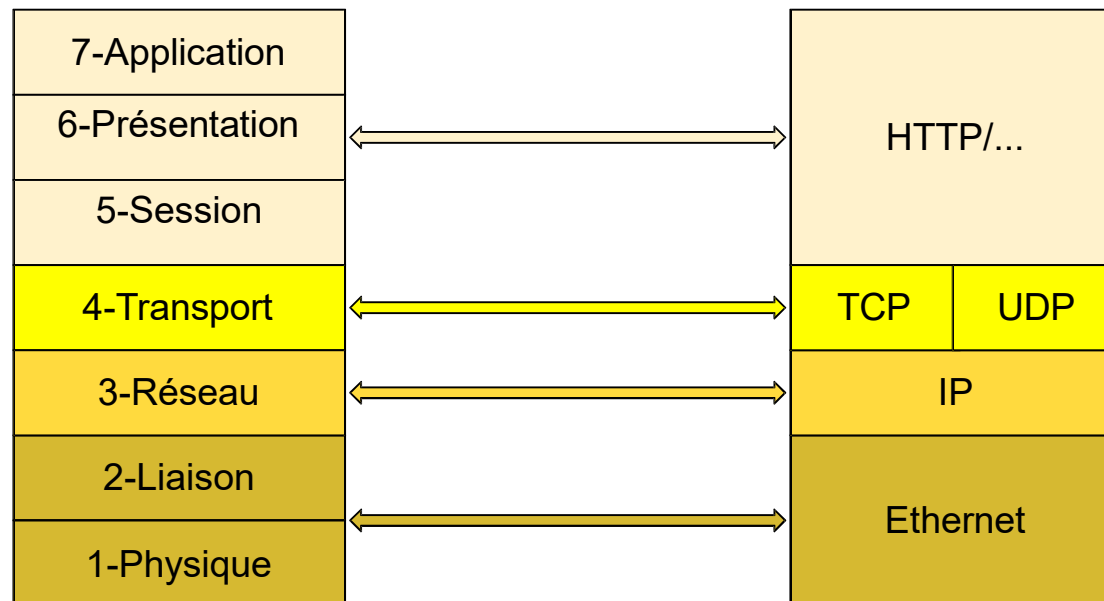 7-Application
6-Présentation
HTTP/...
5-Session
4-Transport
TCP
UDP
3-Réseau
IP
2-Liaison
Ethernet
1-Physique